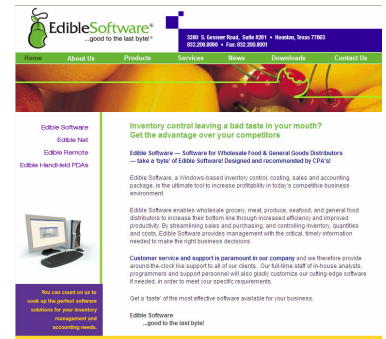 EdibleSoftware®
...good to the last byte!®
3300 S. Gessner Road, Suite #201 • Houston, Texas 77063
832.200.8000 • Fax: 832.200.8001
Home About Us Products Services News Downloads Contact Us
Edible Software
Edible Net
Edible Remote
Edible HandHeld PDAs
You can count on us to
cook up the perfect software
solutions for your inventory
management and
accounting needs.
Inventory control leaving a bad taste in your mouth?
Get the advantage over your competitors
Edible Software — Software for Wholesale Food & General Goods Distributors
— take a 'byte' of Edible Software! Designed and recommended by CPA's!
Edible Software, a Windows-based inventory control, costing, sales and accounting
package, is the ultimate tool to increase profitability in today's competitive business
environment.
Edible Software enables wholesale grocery, meat, produce, seafood, and general food
distributors to increase their bottom line through increased efficiency and improved
productivity. By streamlining sales and purchasing, and controlling inventory, quantities
and costs, Edible Software provides management with the critical, timely information
needed to make the right business decisions.
Customer service and support is paramount in our company and we therefore provide
around-the-clock live support to all of our clients. Our full-time staff of in-house analysts,
programmers and support personnel will also gladly customize our cutting-edge software
if needed, in order to meet your specific requirements.
Get a 'taste' of the most effective software available for your business.
Edible Software
...good to the last byte!